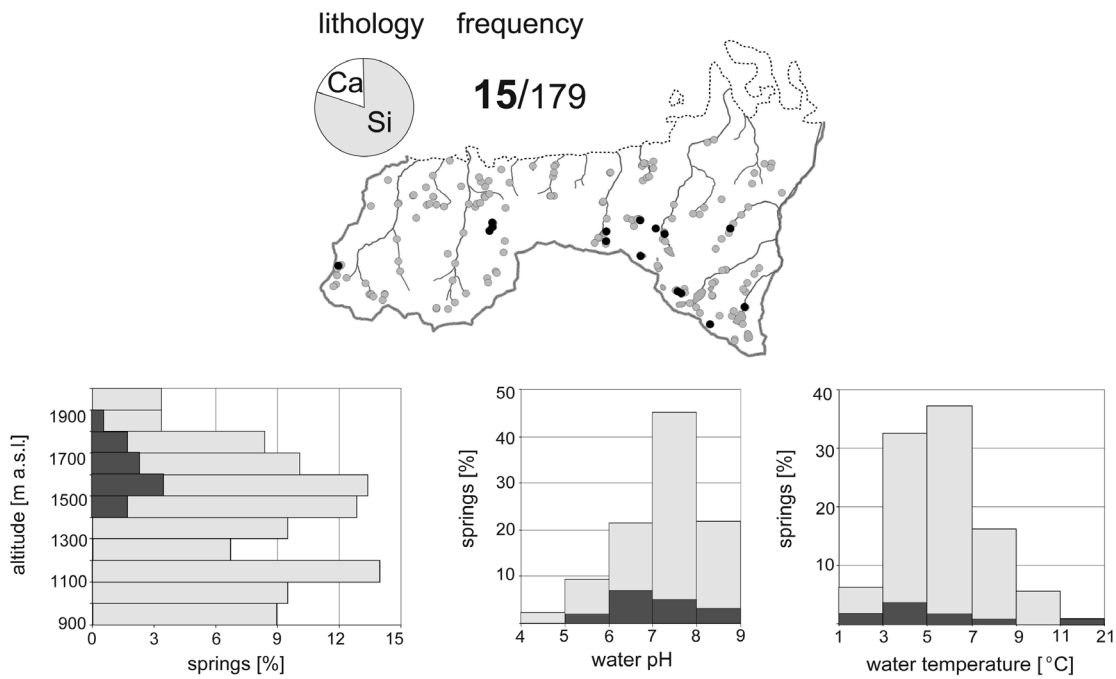 lithology frequency
Ca
Si
15/179
altitude [m a.s.l.]
1900
1700
1500
1300
1100
900
0 3 6 9 12 15
springs [%]
springs [%]
50
40
30
20
10
4 5 6 7 8 9
water pH
springs [%]
40
30
20
10
1 3 5 7 9 11 21
water temperature [°C]